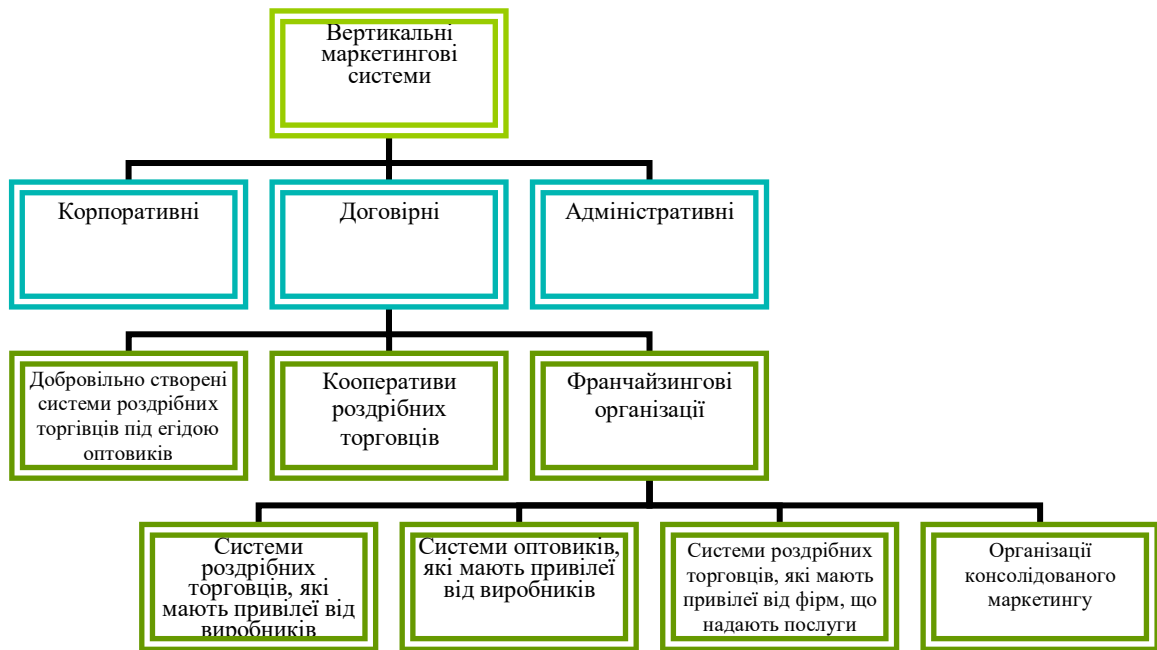 Вертикальні
маркетингові
системи
Корпоративні
Договірні
Адміністративні
Добровільно створені
системи роздрібних
торгівців під егідою
оптовиків
Кооперативи
роздрібних
торговців
Франчайзингові
організації
Системи
роздрібних
торговців, які
мають привілеї від
виробників
Системи оптовиків,
які мають привілеї
від виробників
Системи роздрібних
торговців, які мають
привілеї від фірм, що
надають послуги
Організації
консолідованого
маркетингу